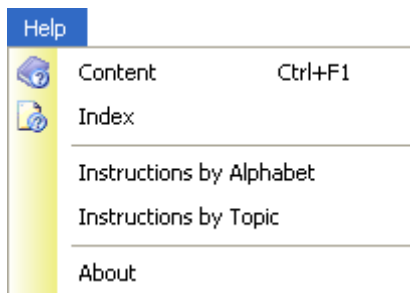 Help
Content Ctrl+F1
Index
Instructions by Alphabet
Instructions by Topic
About